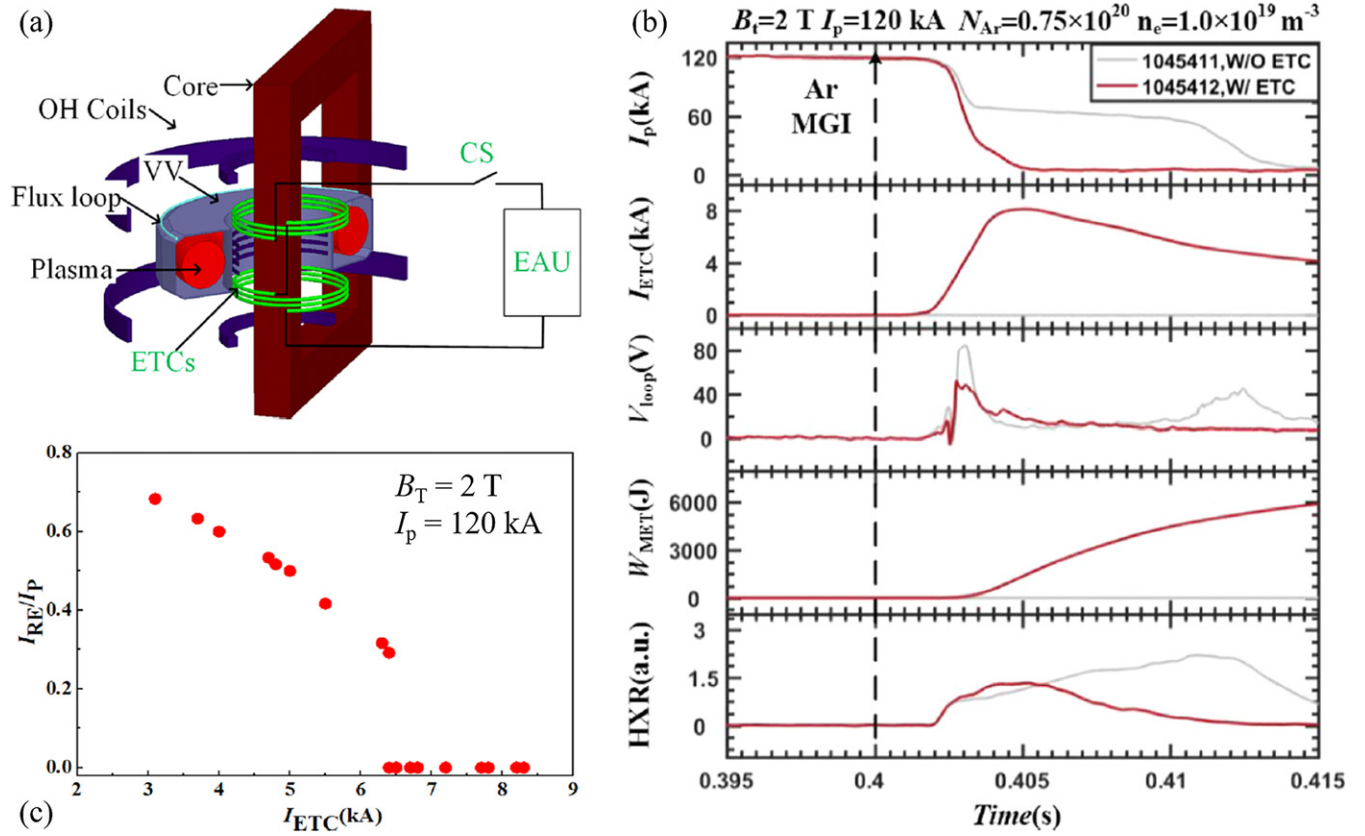 (a)
Core
OH Coils
VV
Flux loop
Plasma
ETCs
CS
EAU
(b)
Bt=2 T Ip=120 kA NAr=0.75×10²⁰ ne=1.0×10¹⁹ m⁻³
1045411,W/O ETC
1045412,W/ ETC
Ar
MGI
Ip(kA)
120
60
0
IETC(kA)
8
4
0
Vloop(V)
80
40
0
WMET(J)
6000
3000
0
HXR(a.u.)
3
1.5
0
0.395 0.4 0.405 0.41 0.415
Time(s)
BT = 2 T
Ip = 120 kA
IRE/IP
0.8
0.6
0.4
0.2
0.0
2 3 4 5 6 7 8 9
IETC(kA)
(c)